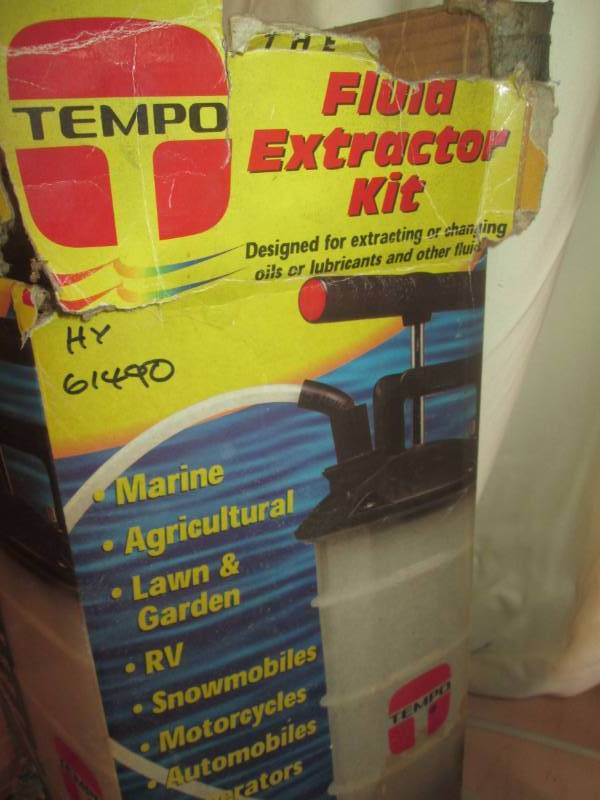 THE
TEMPO
Fluid
Extractor
Kit
Designed for extracting or changing
oils or lubricants and other
HY
61490
• Marine
• Agricultural
• Lawn &
Garden
• RV
• Snowmobiles
• Motorcycles
• Automobiles
TEMPO
TEMPO